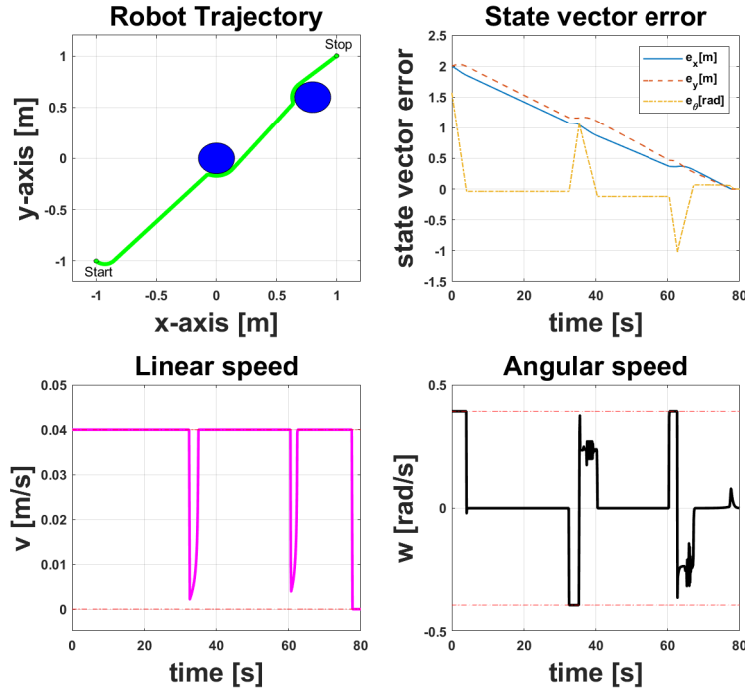 Robot Trajectory
Stop
1
0.5
0
-0.5
-1
Start
-1
-0.5
0
0.5
1
y-axis [m]
x-axis [m]
State vector error
e_x[m]
e_y[m]
e_θ[rad]
2.5
2
1.5
1
0.5
0
-0.5
-1
-1.5
0
20
40
60
80
state vector error
time [s]
Linear speed
0.05
0.04
0.03
0.02
0.01
0
0
20
40
60
80
v [m/s]
time [s]
Angular speed
0.5
0
-0.5
0
20
40
60
80
w [rad/s]
time [s]